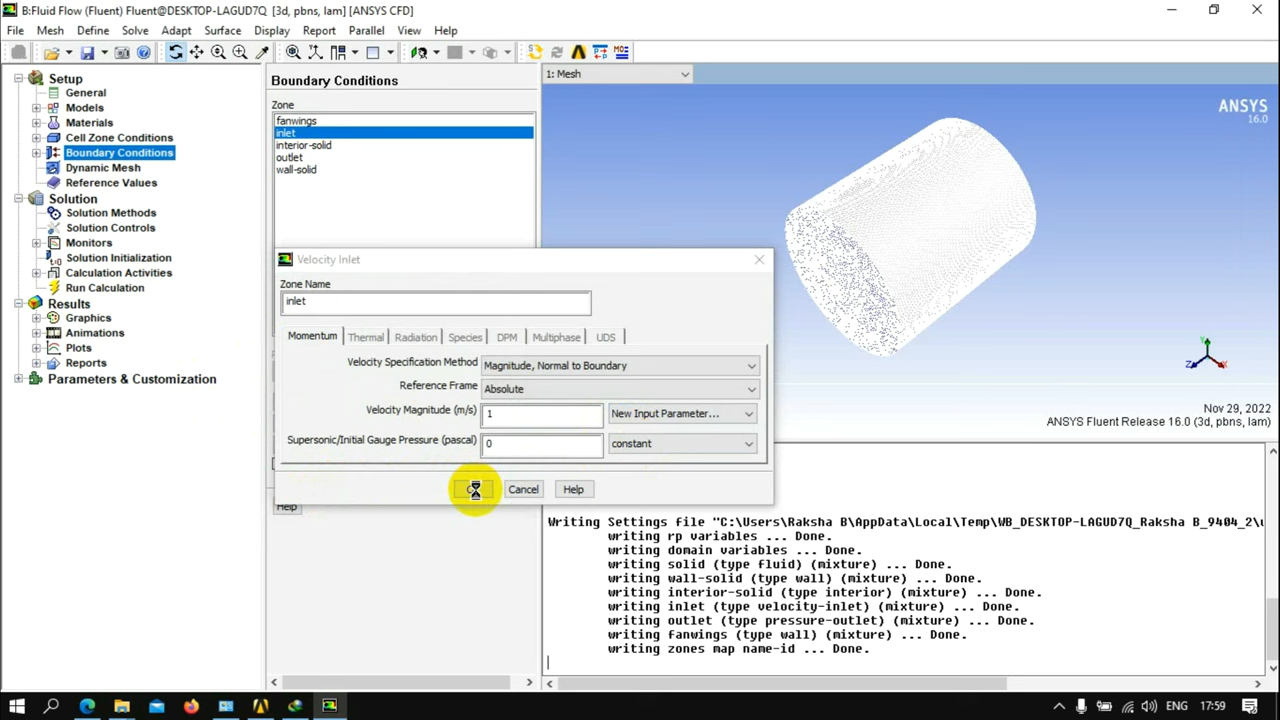 B:Fluid Flow (Fluent) Fluent@DESKTOP-LAGUD7Q [3d, pbns, lam] [ANSYS CFD]
File Mesh Define Solve Adapt Surface Display Report Parallel View Help
Setup
General
Models
Materials
Cell Zone Conditions
Boundary Conditions
Dynamic Mesh
Reference Values
Solution
Solution Methods
Solution Controls
Monitors
Solution Initialization
Calculation Activities
Run Calculation
Results
Graphics
Animations
Plots
Reports
Parameters & Customization
Boundary Conditions
Zone
fanwings
inlet
interior-solid
outlet
wall-solid
Velocity Inlet
Zone Name
inlet
Momentum Thermal Radiation Species DPM Multiphase UDS
Velocity Specification Method Magnitude, Normal to Boundary
Reference Frame Absolute
Velocity Magnitude (m/s) 1 New Input Parameter...
Supersonic/Initial Gauge Pressure (pascal) 0 constant
Cancel Help
Help
1: Mesh
ANSYS
16.0
Y
Z X
Nov 29, 2022
ANSYS Fluent Release 16.0 (3d, pbns, lam)
Writing Settings file "C:\Users\Raksha B\AppData\Local\Temp\WB_DESKTOP-LAGUD7Q_Raksha B_9404_2\
writing rp variables ... Done.
writing domain variables ... Done.
writing solid (type fluid) (mixture) ... Done.
writing wall-solid (type wall) (mixture) ... Done.
writing interior-solid (type interior) (mixture) ... Done.
writing inlet (type velocity-inlet) (mixture) ... Done.
writing outlet (type pressure-outlet) (mixture) ... Done.
writing fanwings (type wall) (mixture) ... Done.
writing zones map name-id ... Done.
ENG 17:59